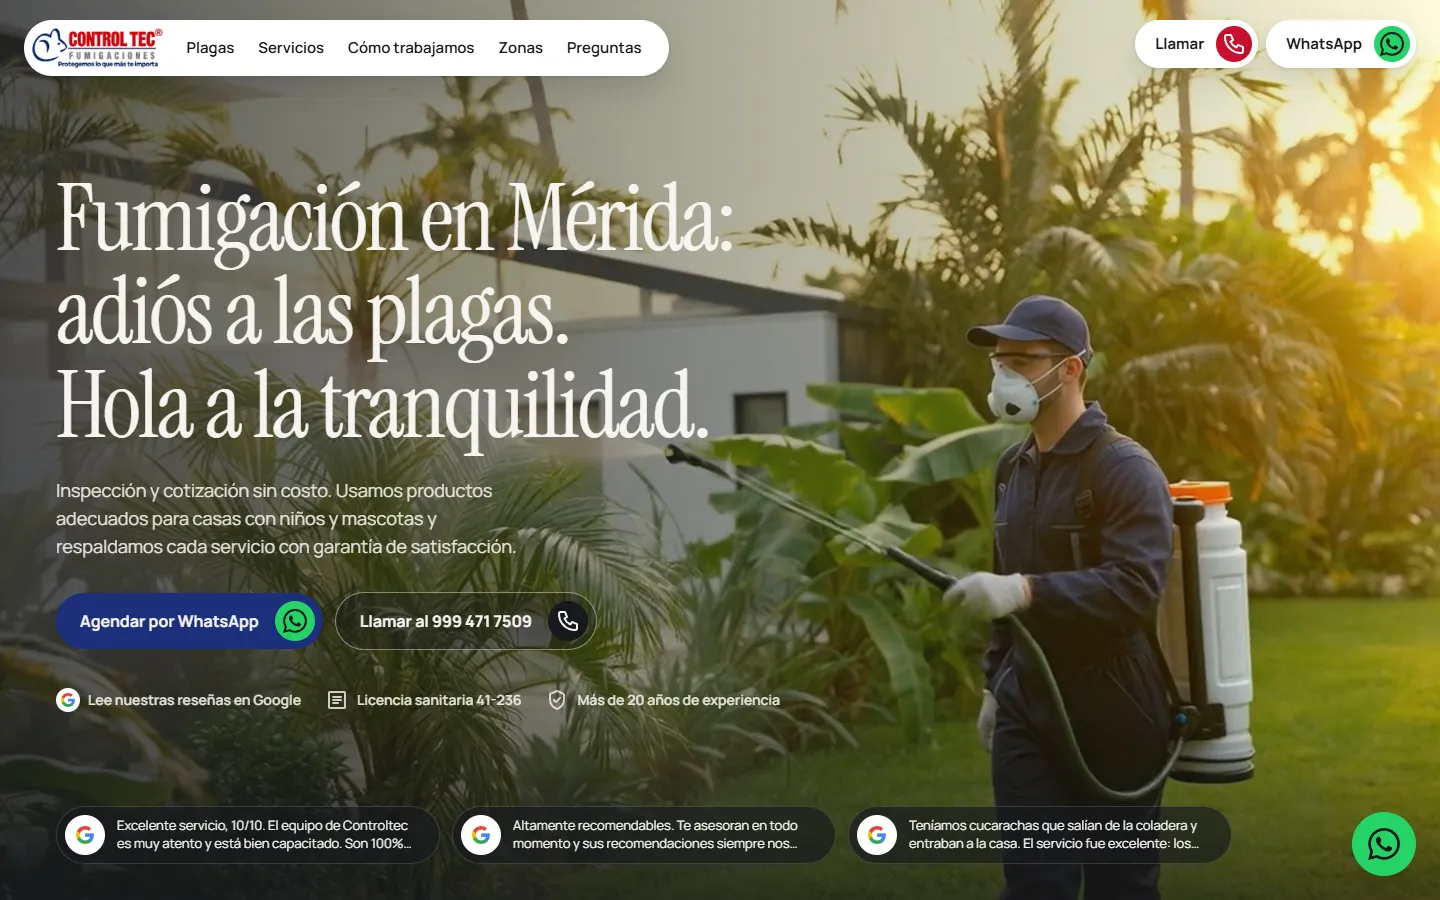 CONTROL TEC®
FUMIGACIONES
Protegemos lo que más te importa
Plagas
Servicios
Cómo trabajamos
Zonas
Preguntas
Llamar
WhatsApp
Fumigación en Mérida:
adiós a las plagas.
Hola a la tranquilidad.
Inspección y cotización sin costo. Usamos productos
adecuados para casas con niños y mascotas y
respaldamos cada servicio con garantía de satisfacción.
Agendar por WhatsApp
Llamar al 999 471 7509
Lee nuestras reseñas en Google
Licencia sanitaria 41-236
Más de 20 años de experiencia
Excelente servicio, 10/10. El equipo de Controltec
es muy atento y está bien capacitado. Son 100%...
Altamente recomendables. Te asesoran en todo
momento y sus recomendaciones siempre nos...
Teníamos cucarachas que salían de la coladera y
entraban a la casa. El servicio fue excelente: los...